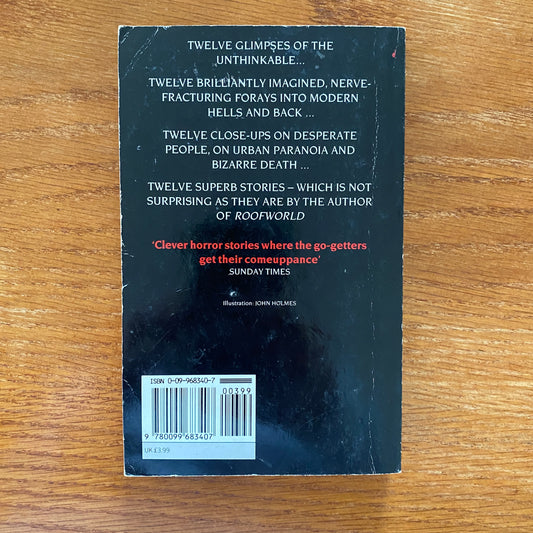 TWELVE GLIMPSES OF THE
UNTHINKABLE...
TWELVE BRILLIANTLY IMAGINED, NERVE-
FRACTURING FORAYS INTO MODERN
HELLS AND BACK ...
TWELVE CLOSE-UPS ON DESPERATE
PEOPLE, ON URBAN PARANOIA AND
BIZARRE DEATH ...
TWELVE SUPERB STORIES – WHICH IS NOT
SURPRISING AS THEY ARE BY THE AUTHOR
OF ROOFWORLD
'Clever horror stories where the go-getters
get their comeuppance'
SUNDAY TIMES
Illustration: JOHN HOLMES
ISBN 0-09-968340-7
00399
9 780099 683407
UK £3.99